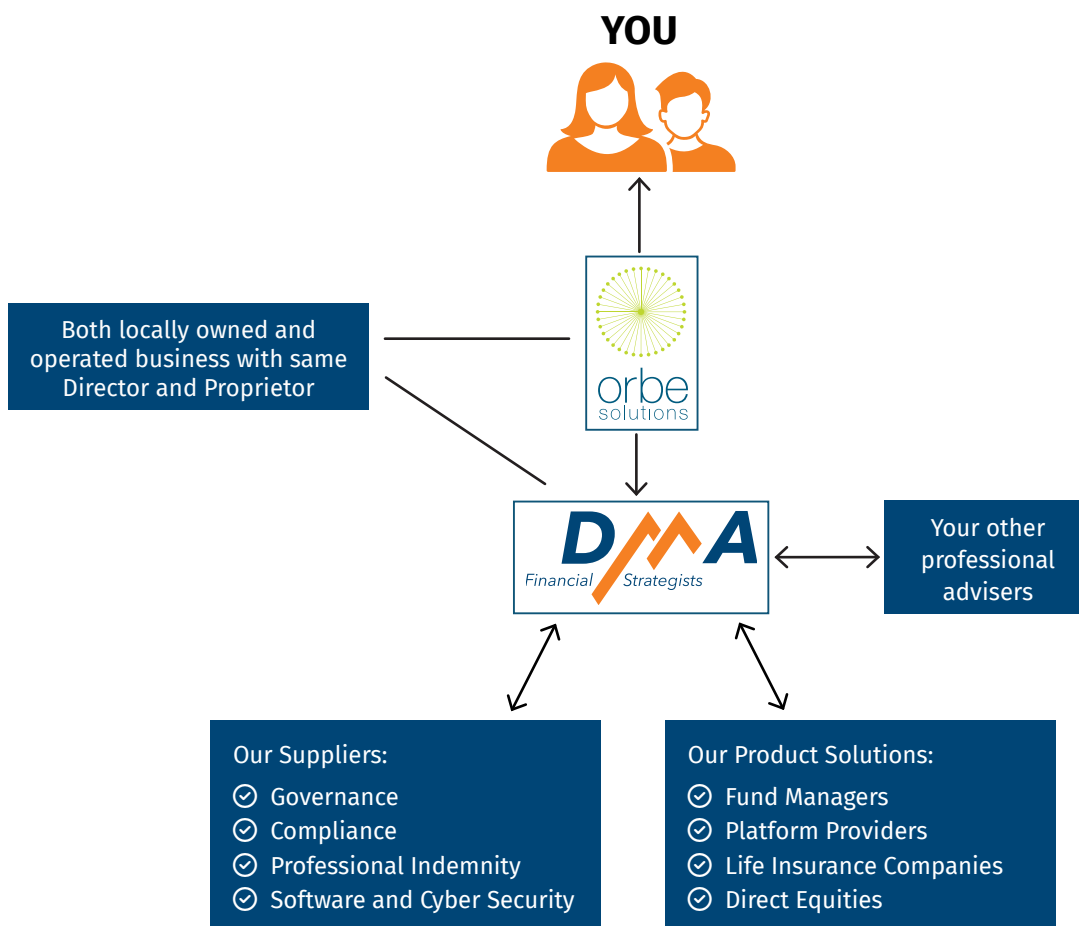 YOU
Both locally owned and
operated business with same
Director and Proprietor
orbe
solutions
DMA
Financial Strategists
Your other
professional
advisers
Our Suppliers:
Governance
Compliance
Professional Indemnity
Software and Cyber Security
Our Product Solutions:
Fund Managers
Platform Providers
Life Insurance Companies
Direct Equities